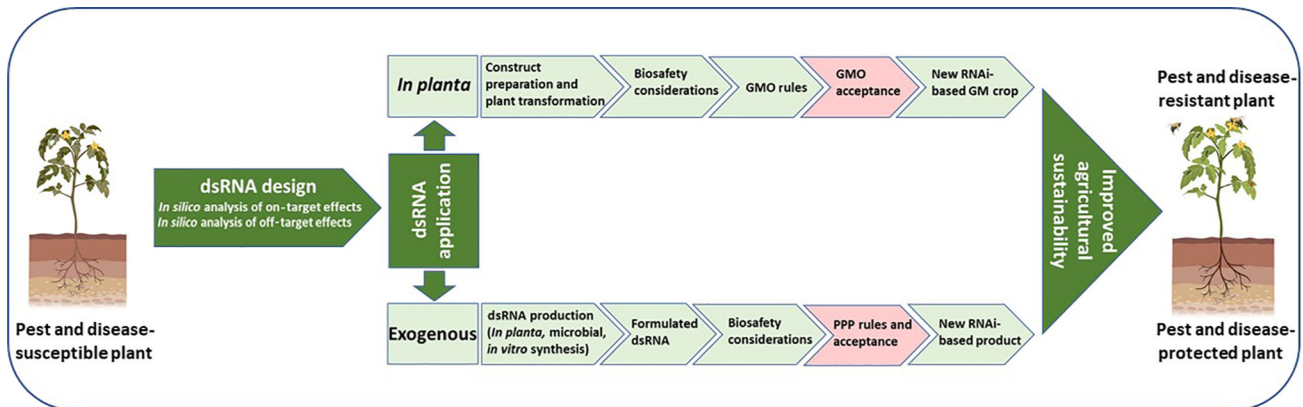 Pest and disease-
susceptible plant
dsRNA design
In silico analysis of on-target effects
In silico analysis of off-target effects
dsRNA
application
In planta
Construct
preparation and
plant transformation
Biosafety
considerations
GMO rules
GMO
acceptance
New RNAi-
based GM crop
Exogenous
dsRNA production
(In planta, microbial,
in vitro synthesis)
Formulated
dsRNA
Biosafety
considerations
PPP rules and
acceptance
New RNAi-
based product
Improved
agricultural
sustainability
Pest and disease-
resistant plant
Pest and disease-
protected plant